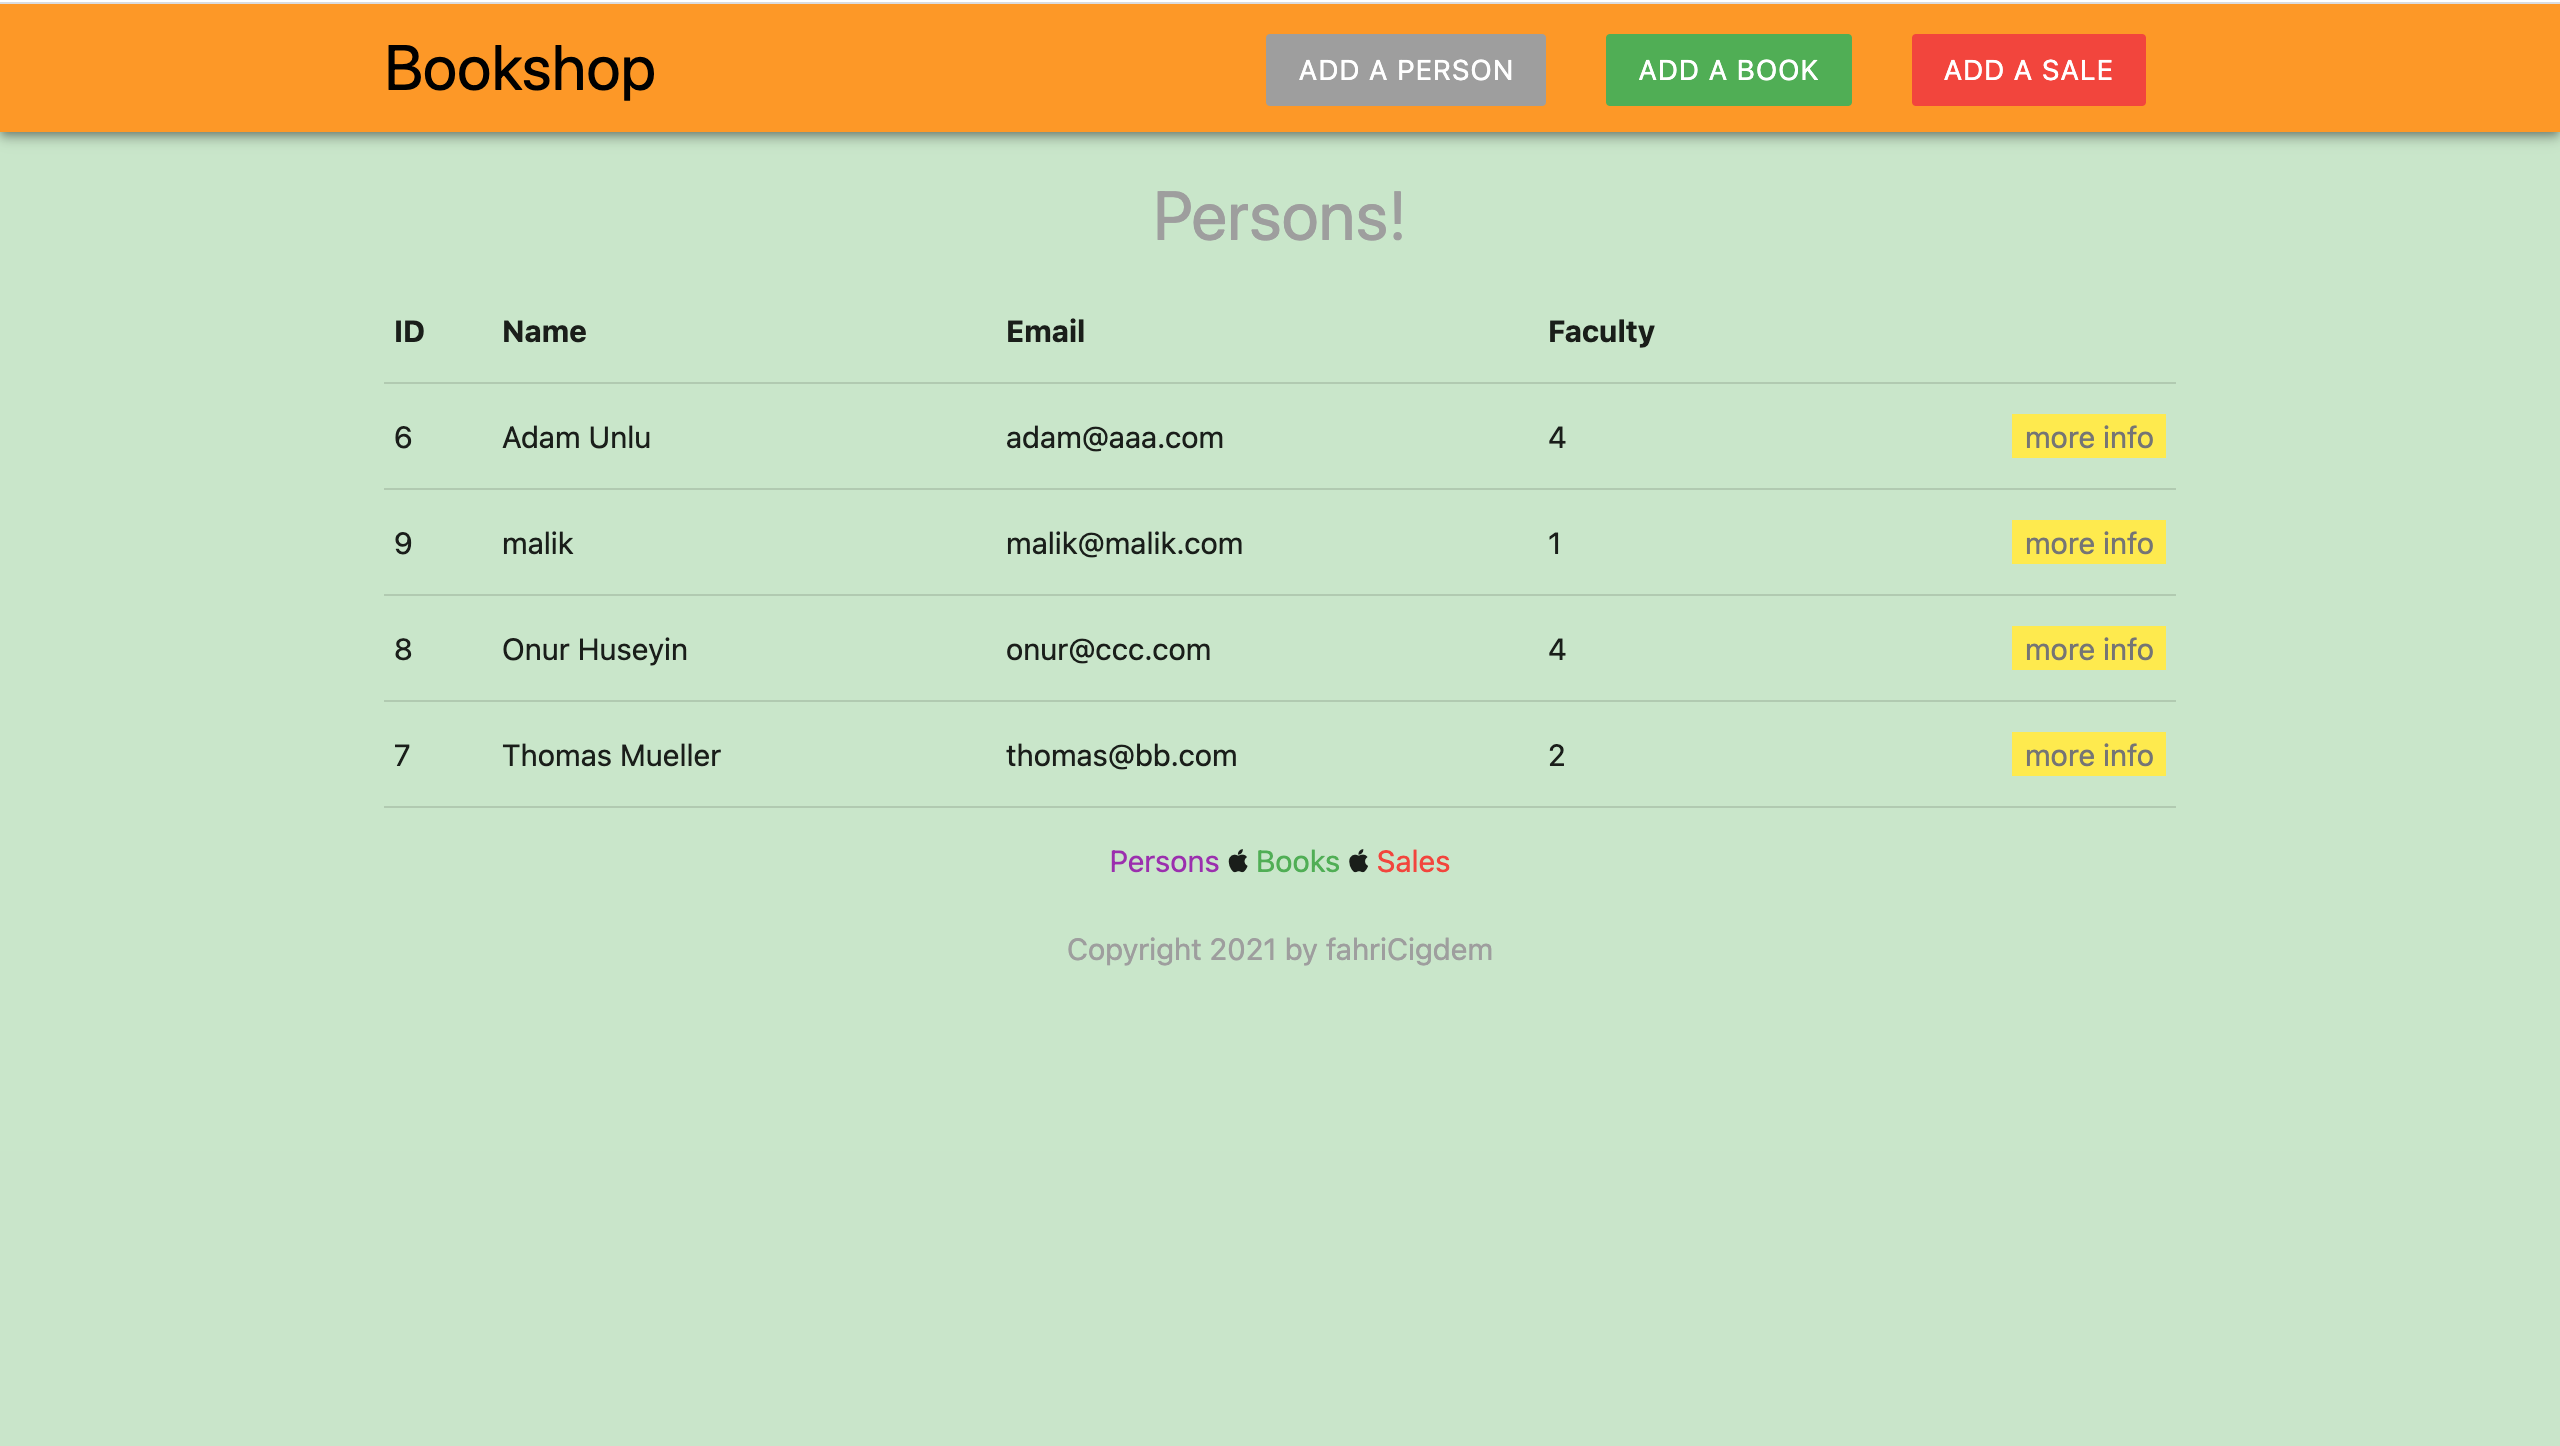 Bookshop ADD A PERSON ADD A BOOK ADD A SALE
Persons!
ID Name Email Faculty
6 Adam Unlu adam@aaa.com 4 more info
9 malik malik@malik.com 1 more info
8 Onur Huseyin onur@ccc.com 4 more info
7 Thomas Mueller thomas@bb.com 2 more info
Persons Books Sales
Copyright 2021 by fahriCigdem